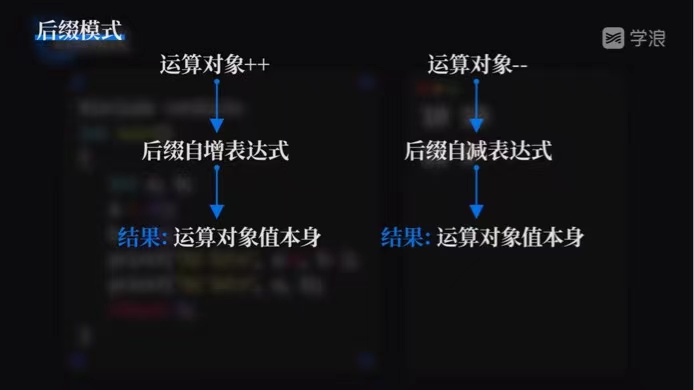 后缀模式
学浪
运算对象++
运算对象--
后缀自增表达式
后缀自减表达式
结果: 运算对象值本身
结果: 运算对象值本身